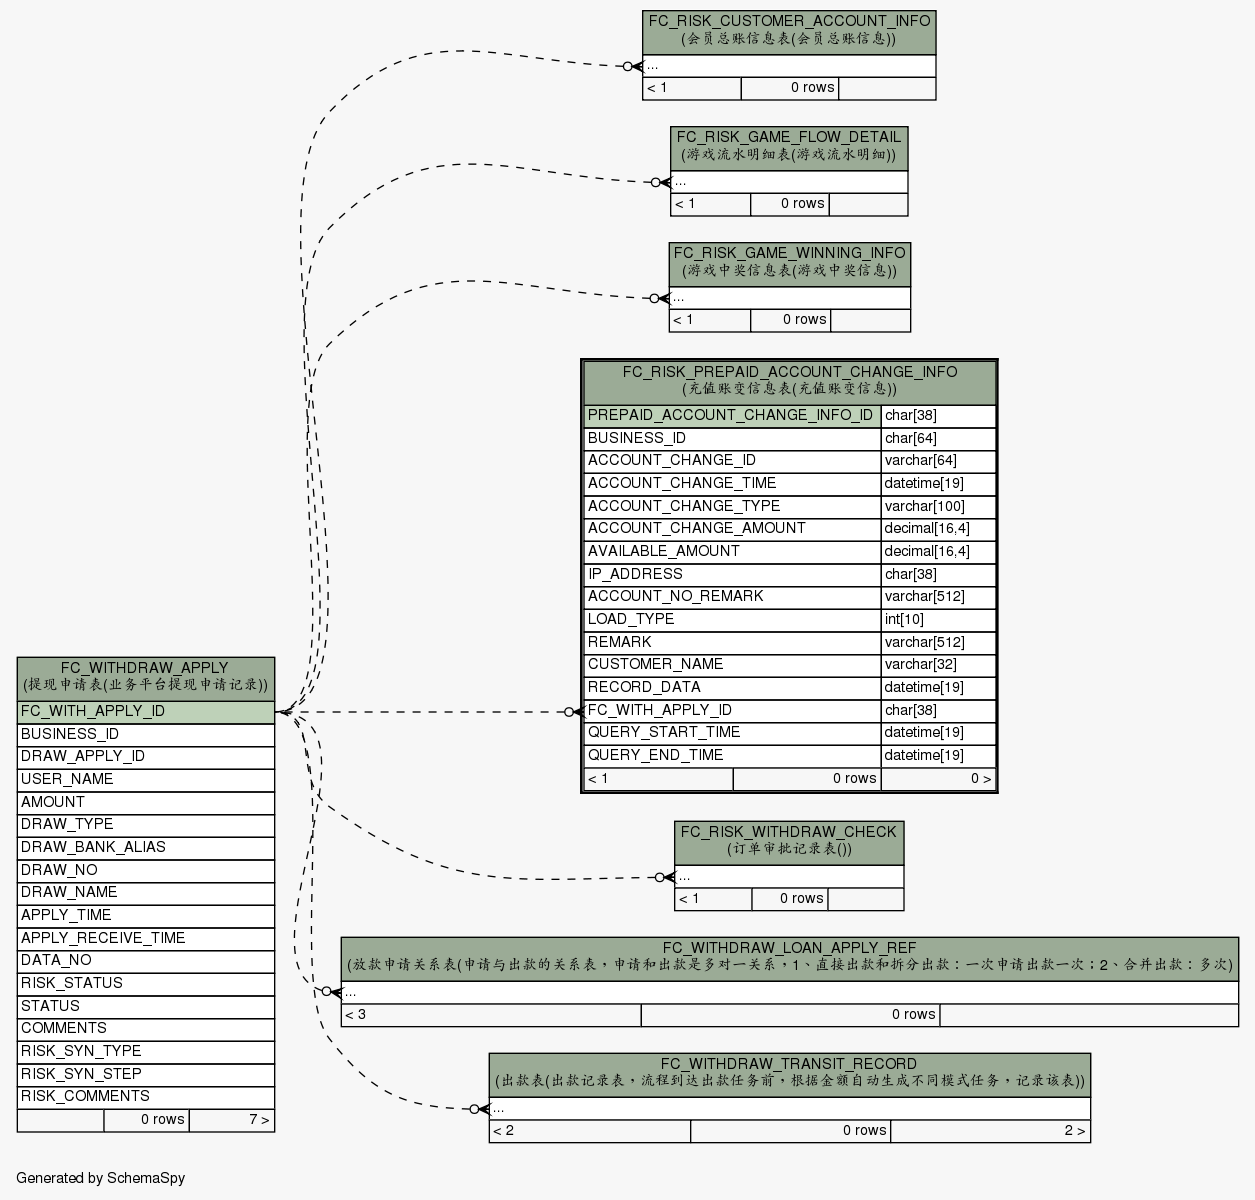 FC_RISK_CUSTOMER_ACCOUNT_INFO
(会员总账信息表(会员总账信息))
...
< 1 0 rows
FC_RISK_GAME_FLOW_DETAIL
(游戏流水明细表(游戏流水明细))
...
< 1 0 rows
FC_RISK_GAME_WINNING_INFO
(游戏中奖信息表(游戏中奖信息))
...
< 1 0 rows
FC_RISK_PREPAID_ACCOUNT_CHANGE_INFO
(充值账变信息表(充值账变信息))
PREPAID_ACCOUNT_CHANGE_INFO_ID char[38]
BUSINESS_ID char[64]
ACCOUNT_CHANGE_ID varchar[64]
ACCOUNT_CHANGE_TIME datetime[19]
ACCOUNT_CHANGE_TYPE varchar[100]
ACCOUNT_CHANGE_AMOUNT decimal[16,4]
AVAILABLE_AMOUNT decimal[16,4]
IP_ADDRESS char[38]
ACCOUNT_NO_REMARK varchar[512]
LOAD_TYPE int[10]
REMARK varchar[512]
CUSTOMER_NAME varchar[32]
RECORD_DATA datetime[19]
FC_WITH_APPLY_ID char[38]
QUERY_START_TIME datetime[19]
QUERY_END_TIME datetime[19]
< 1 0 rows 0 >
FC_WITHDRAW_APPLY
(提现申请表(业务平台提现申请记录))
FC_WITH_APPLY_ID
BUSINESS_ID
DRAW_APPLY_ID
USER_NAME
AMOUNT
DRAW_TYPE
DRAW_BANK_ALIAS
DRAW_NO
DRAW_NAME
APPLY_TIME
APPLY_RECEIVE_TIME
DATA_NO
RISK_STATUS
STATUS
COMMENTS
RISK_SYN_TYPE
RISK_SYN_STEP
RISK_COMMENTS
0 rows 7 >
FC_RISK_WITHDRAW_CHECK
(订单审批记录表())
...
< 1 0 rows
FC_WITHDRAW_LOAN_APPLY_REF
(放款申请关系表(申请与出款的关系表，申请和出款是多对一关系，1、直接出款和拆分出款：一次申请出款一次；2、合并出款：多次)
...
< 3 0 rows
FC_WITHDRAW_TRANSIT_RECORD
(出款表(出款记录表，流程到达出款任务前，根据金额自动生成不同模式任务，记录该表))
...
< 2 0 rows 2 >
Generated by SchemaSpy